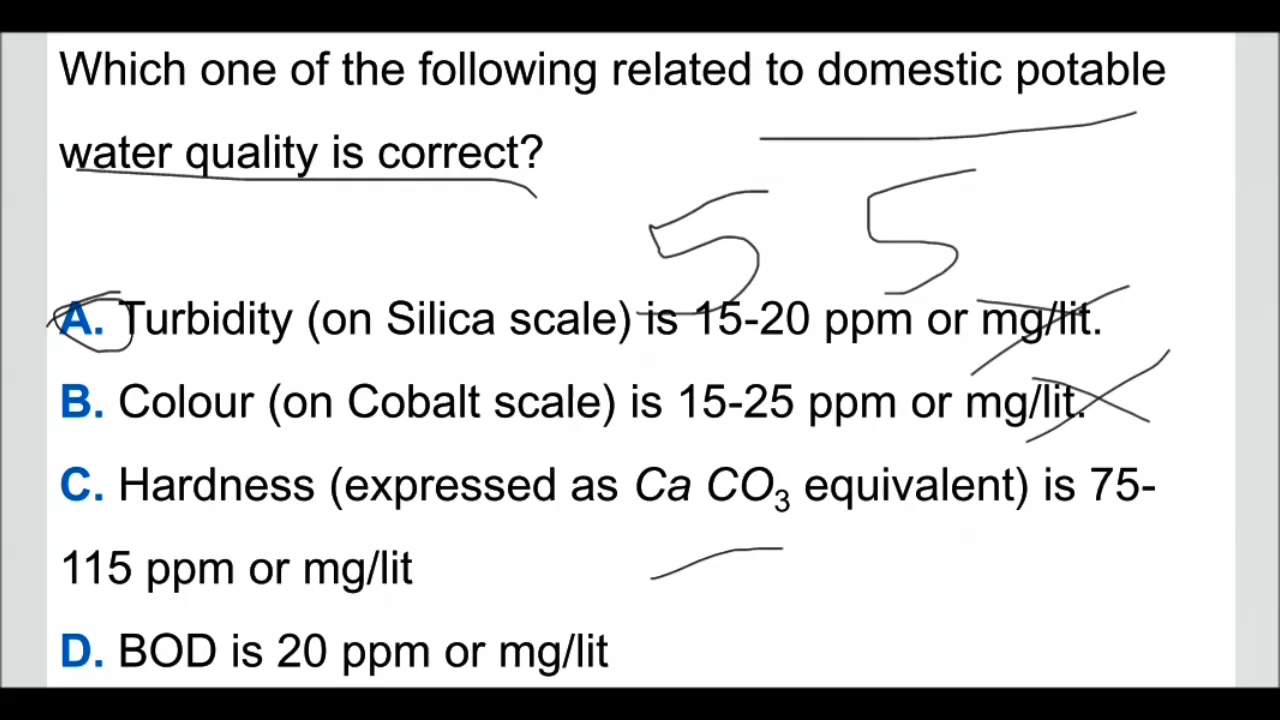 Which one of the following related to domestic potable
water quality is correct?
5 5
A. Turbidity (on Silica scale) is 15-20 ppm or mg/lit.
B. Colour (on Cobalt scale) is 15-25 ppm or mg/lit.
C. Hardness (expressed as Ca CO₃ equivalent) is 75-
115 ppm or mg/lit
D. BOD is 20 ppm or mg/lit